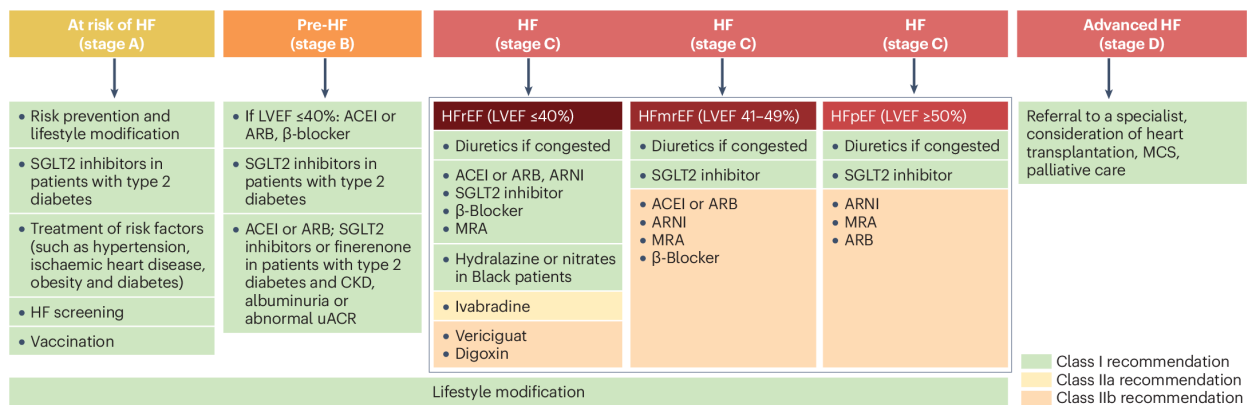 At risk of HF
(stage A)
Pre-HF
(stage B)
HF
(stage C)
HF
(stage C)
HF
(stage C)
Advanced HF
(stage D)
• Risk prevention and
lifestyle modification
• SGLT2 inhibitors in
patients with type 2
diabetes
• Treatment of risk factors
(such as hypertension,
ischaemic heart disease,
obesity and diabetes)
• HF screening
• Vaccination
• If LVEF ≤40%: ACEI or
ARB, β-blocker
• SGLT2 inhibitors in
patients with type 2
diabetes
• ACEI or ARB; SGLT2
inhibitors or finerenone
in patients with type 2
diabetes and CKD,
albuminuria or
abnormal uACR
HFrEF (LVEF ≤40%)
• Diuretics if congested
• ACEI or ARB, ARNI
• SGLT2 inhibitor
• β-Blocker
• MRA
• Hydralazine or nitrates
in Black patients
• Ivabradine
• Vericiguat
• Digoxin
HFmrEF (LVEF 41–49%)
• Diuretics if congested
• SGLT2 inhibitor
• ACEI or ARB
• ARNI
• MRA
• β-Blocker
HFpEF (LVEF ≥50%)
• Diuretics if congested
• SGLT2 inhibitor
• ARNI
• MRA
• ARB
Referral to a specialist,
consideration of heart
transplantation, MCS,
palliative care
Lifestyle modification
Class I recommendation
Class IIa recommendation
Class IIb recommendation